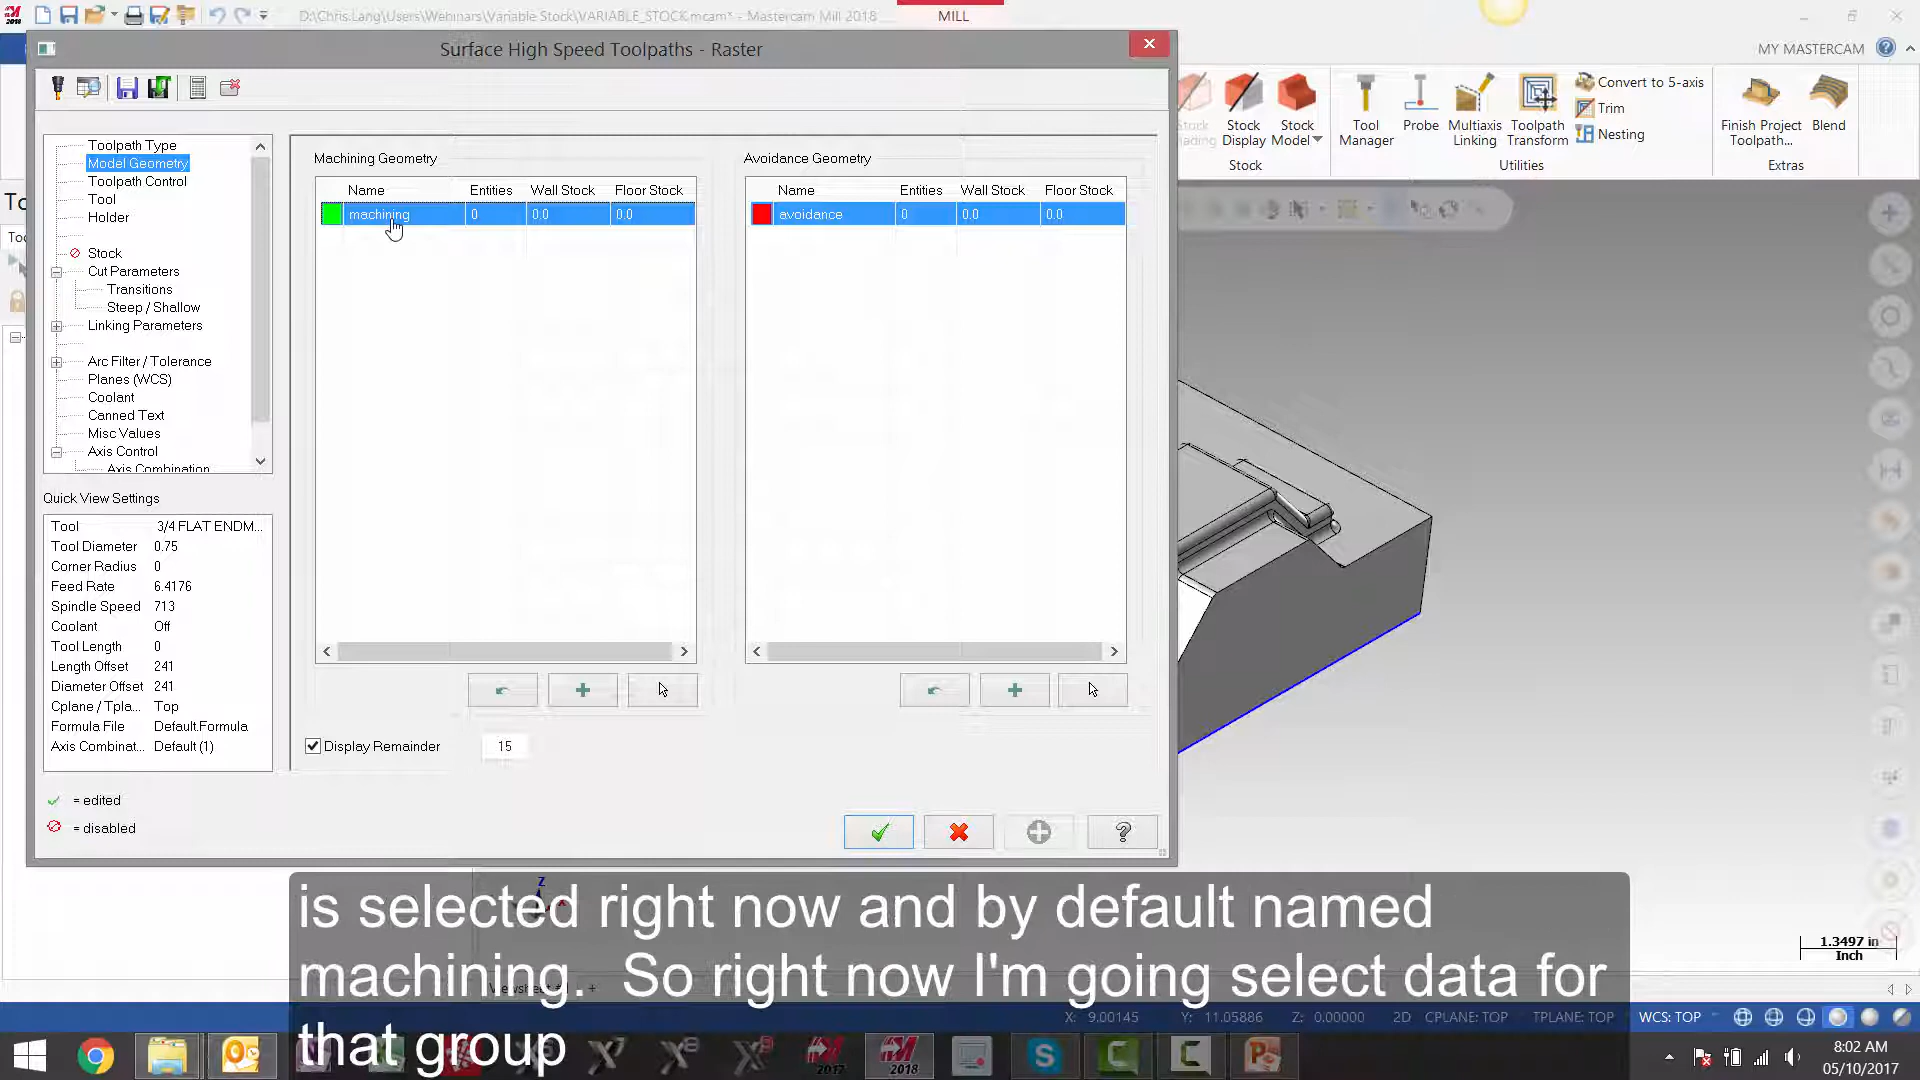 D:\Chris.Lang\Users\Webinars\Variable Stock\VARIABLE_STOCK.mcam* - Mastercam Mill 2018
MILL
MY MASTERCAM
Surface High Speed Toolpaths - Raster
Stock Display
Stock Model
Stock
Tool Manager
Probe
Multiaxis Linking
Toolpath Transform
Convert to 5-axis
Trim
Nesting
Utilities
Finish Project Toolpath...
Blend
Extras
Toolpath Type
Model Geometry
Toolpath Control
Tool
Holder
Stock
Cut Parameters
Transitions
Steep / Shallow
Linking Parameters
Arc Filter / Tolerance
Planes (WCS)
Coolant
Canned Text
Misc Values
Axis Control
Axis Combination
Machining Geometry
Name Entities Wall Stock Floor Stock
machining 0 0.0 0.0
Avoidance Geometry
Name Entities Wall Stock Floor Stock
avoidance 0 0.0 0.0
Display Remainder 15
Quick View Settings
Tool 3/4 FLAT ENDM...
Tool Diameter 0.75
Corner Radius 0
Feed Rate 6.4176
Spindle Speed 713
Coolant Off
Tool Length 0
Length Offset 241
Diameter Offset 241
Cplane / Tpla... Top
Formula File Default.Formula
Axis Combinat... Default (1)
= edited
= disabled
Z
is selected right now and by default named
machining. So right now I'm going select data for
that group
1.3497 in
Inch
X: 9.00145 Y: 11.05886 Z: 0.00000 2D CPLANE: TOP TPLANE: TOP WCS: TOP
2017
2018
8:02 AM
05/10/2017